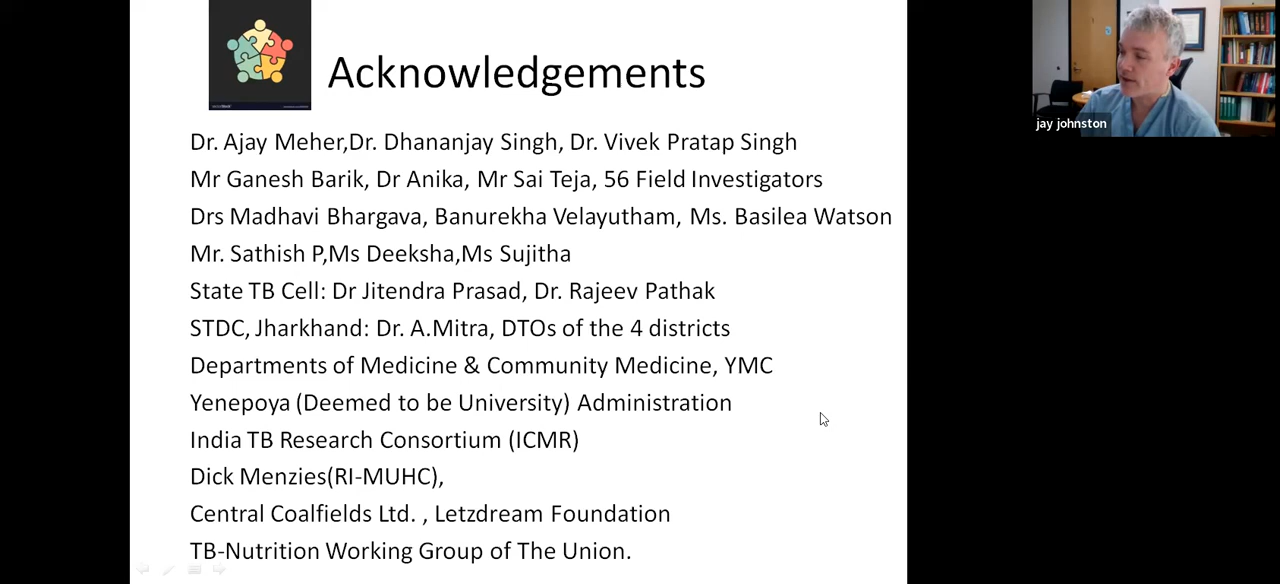 Acknowledgements
Dr. Ajay Meher,Dr. Dhananjay Singh, Dr. Vivek Pratap Singh
Mr Ganesh Barik, Dr Anika, Mr Sai Teja, 56 Field Investigators
Drs Madhavi Bhargava, Banurekha Velayutham, Ms. Basilea Watson
Mr. Sathish P,Ms Deeksha,Ms Sujitha
State TB Cell: Dr Jitendra Prasad, Dr. Rajeev Pathak
STDC, Jharkhand: Dr. A.Mitra, DTOs of the 4 districts
Departments of Medicine & Community Medicine, YMC
Yenepoya (Deemed to be University) Administration
India TB Research Consortium (ICMR)
Dick Menzies(RI-MUHC),
Central Coalfields Ltd. , Letzdream Foundation
TB-Nutrition Working Group of The Union.
jay johnston